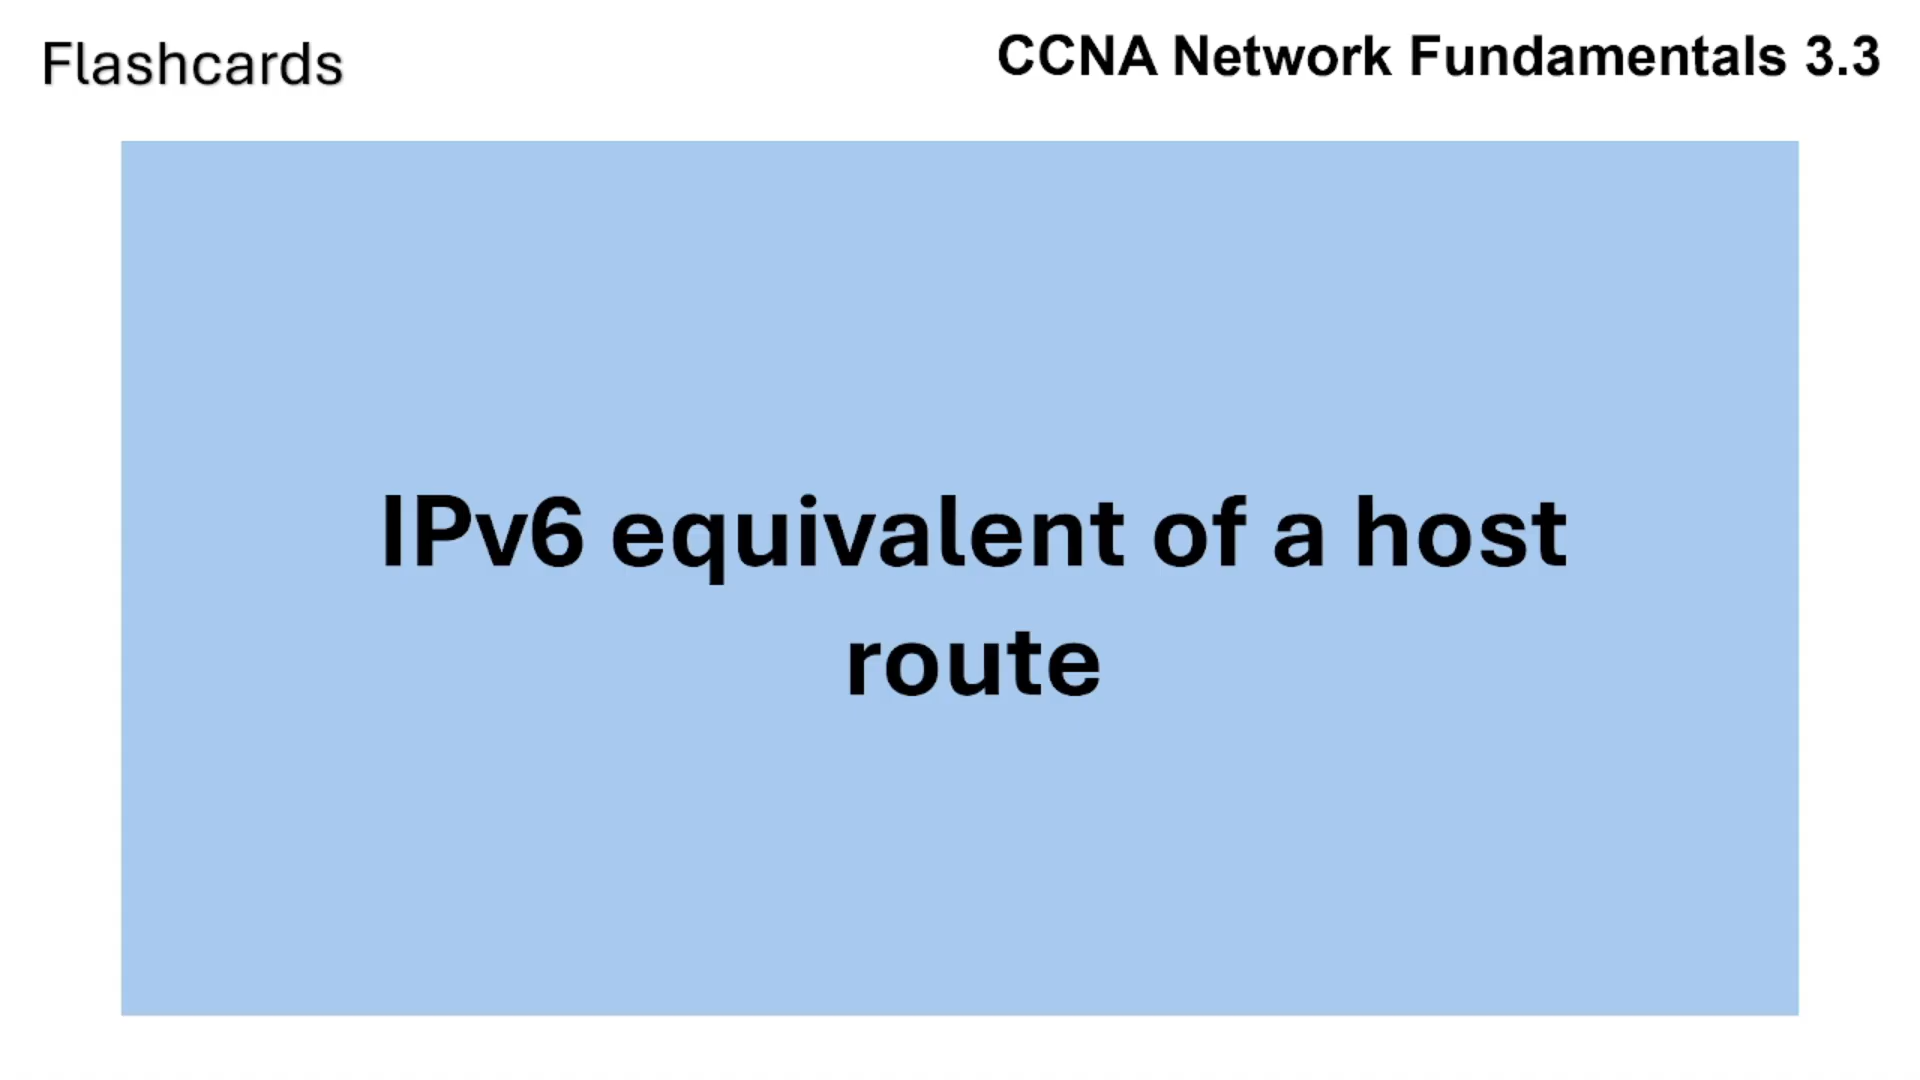 Flashcards
CCNA Network Fundamentals 3.3
IPv6 equivalent of a host
route